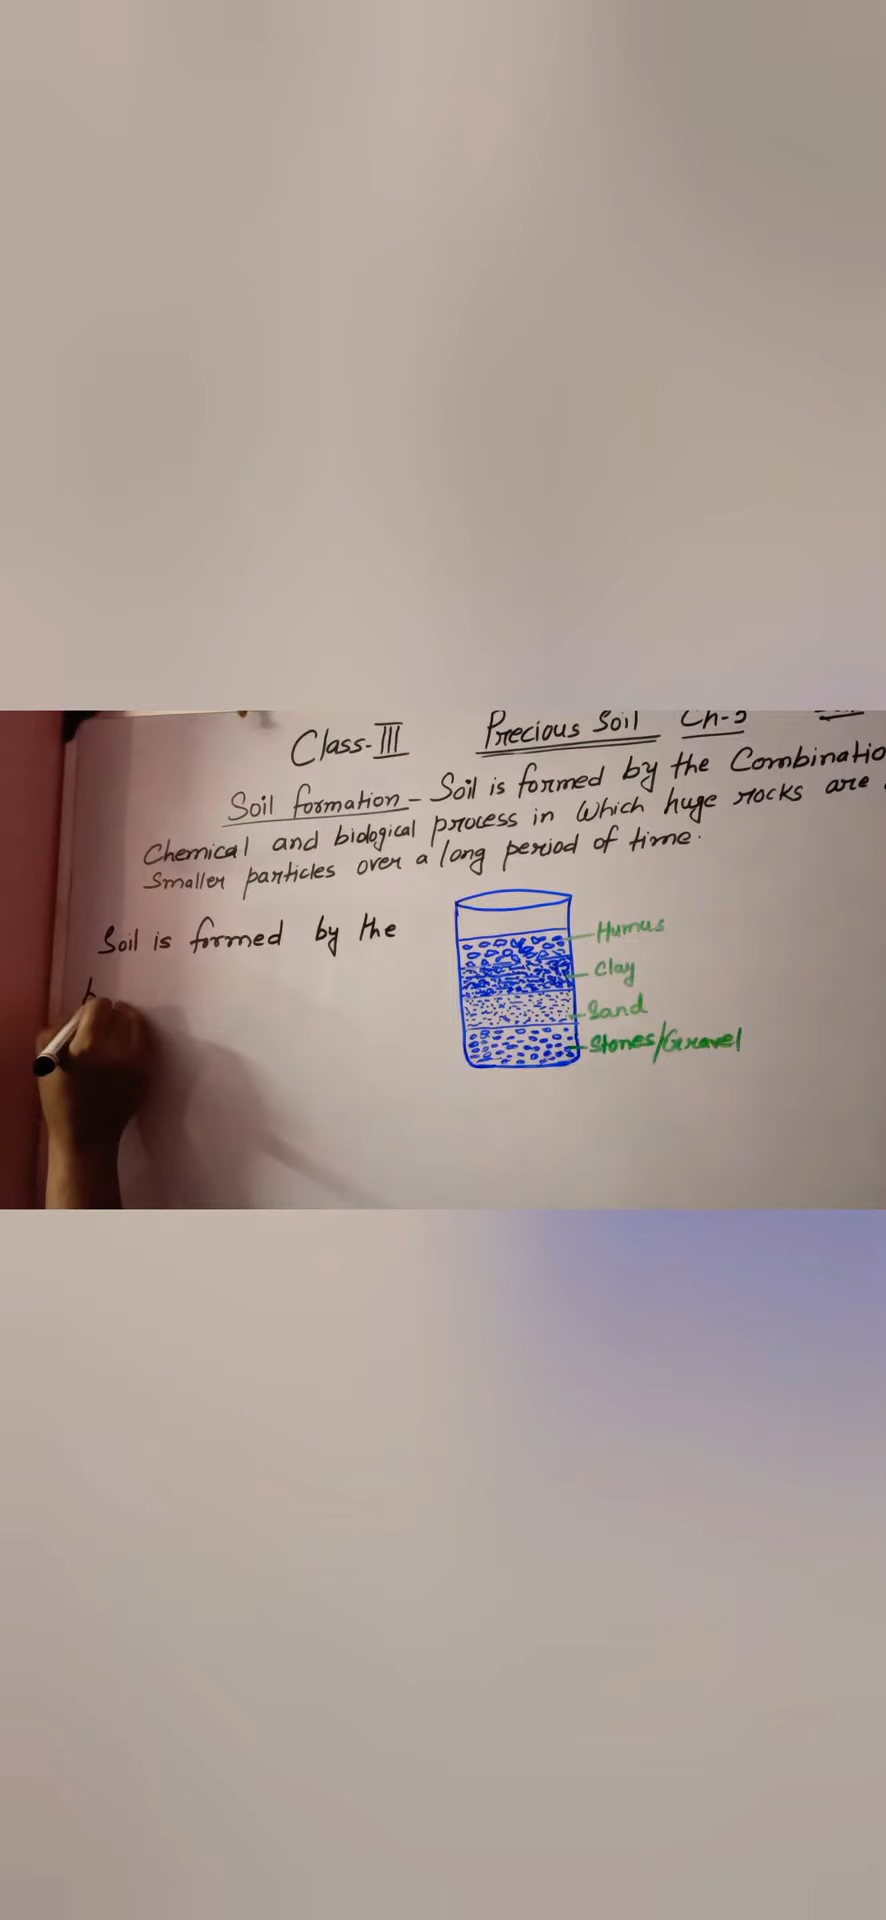 Class-III Precious Soil Ch-5
Soil formation - Soil is formed by the Combinatio
Chemical and biological process in which huge rocks are
Smaller particles over a long period of time.
Soil is formed by the
Humus
Clay
Sand
Stones/Gravel